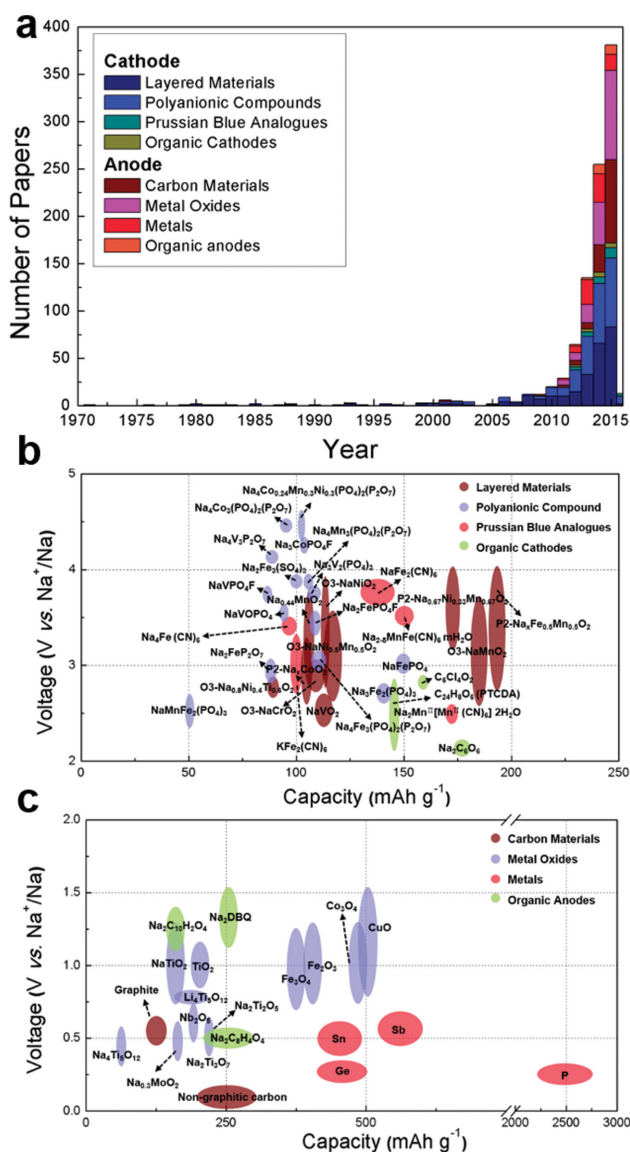 a
400
350
300
250
200
150
100
50
0
Number of Papers
Cathode
Layered Materials
Polyanionic Compounds
Prussian Blue Analogues
Organic Cathodes
Anode
Carbon Materials
Metal Oxides
Metals
Organic anodes
1970 1975 1980 1985 1990 1995 2000 2005 2010 2015
Year
b
5
4
3
2
Voltage (V vs. Na⁺/Na)
Layered Materials
Polyanionic Compound
Prussian Blue Analogues
Organic Cathodes
Na₄Co₀.₂₄Mn₀.₃Ni₀.₃(PO₄)₂(P₂O₇)
Na₄Co₃(PO₄)₂(P₂O₇)
Na₄Mn₃(PO₄)₂(P₂O₇)
Na₄V₃P₂O₇
Na₃CoPO₄F
Na₂Fe₂(SO₄)₃
Na₃V₂(PO₄)₃
NaFe₂(CN)₆
NaVPO₄F
O3-NaNiO₂
Na₀.₄₄MnO₂
P2-Na₀.₆₇Ni₀.₃₃Mn₀.₆₇O₂
NaVOPO₄
Na₂FePO₄F
P2-NaₓFe₀.₅Mn₀.₅O₂
Na₄Fe(CN)₆
Na₂₋δMnFe(CN)₆ mH₂O
Na₂FeP₂O₇
O3-NaNi₀.₅Mn₀.₅O₂
O3-NaMnO₂
P2-NaₓCoO₂
NaFePO₄
C₆Cl₄O₂
O3-Na₀.₈Ni₀.₄Ti₀.₆O₂
Na₃Fe₂(PO₄)₃
C₂₄H₈O₆ (PTCDA)
NaMnFe₂(PO₄)₃
O3-NaCrO₂
NaVO₂
Na₂Mnᴵᴵ[Mnᴵᴵ(CN)₆] 2H₂O
Na₄Fe₃(PO₄)₂(P₂O₇)
KFe₂(CN)₆
Na₂C₆O₆
0 50 100 150 200 250
Capacity (mAh g⁻¹)
c
2.0
1.5
1.0
0.5
0.0
Voltage (V vs. Na⁺/Na)
Carbon Materials
Metal Oxides
Metals
Organic Anodes
Na₂DBQ
Co₃O₄
Na₂C₁₀H₂O₄
CuO
NaTiO₂
TiO₂
Fe₂O₃
Fe₃O₄
Graphite
Li₄Ti₅O₁₂
Na₂Ti₂O₅
Nb₂O₅
Na₂C₈H₄O₄
Sn
Sb
Na₄Ti₅O₁₂
Na₂Ti₃O₇
Ge
P
Na₀.₃MoO₂
Non-graphitic carbon
0 250 500 2000 2500 3000
Capacity (mAh g⁻¹)